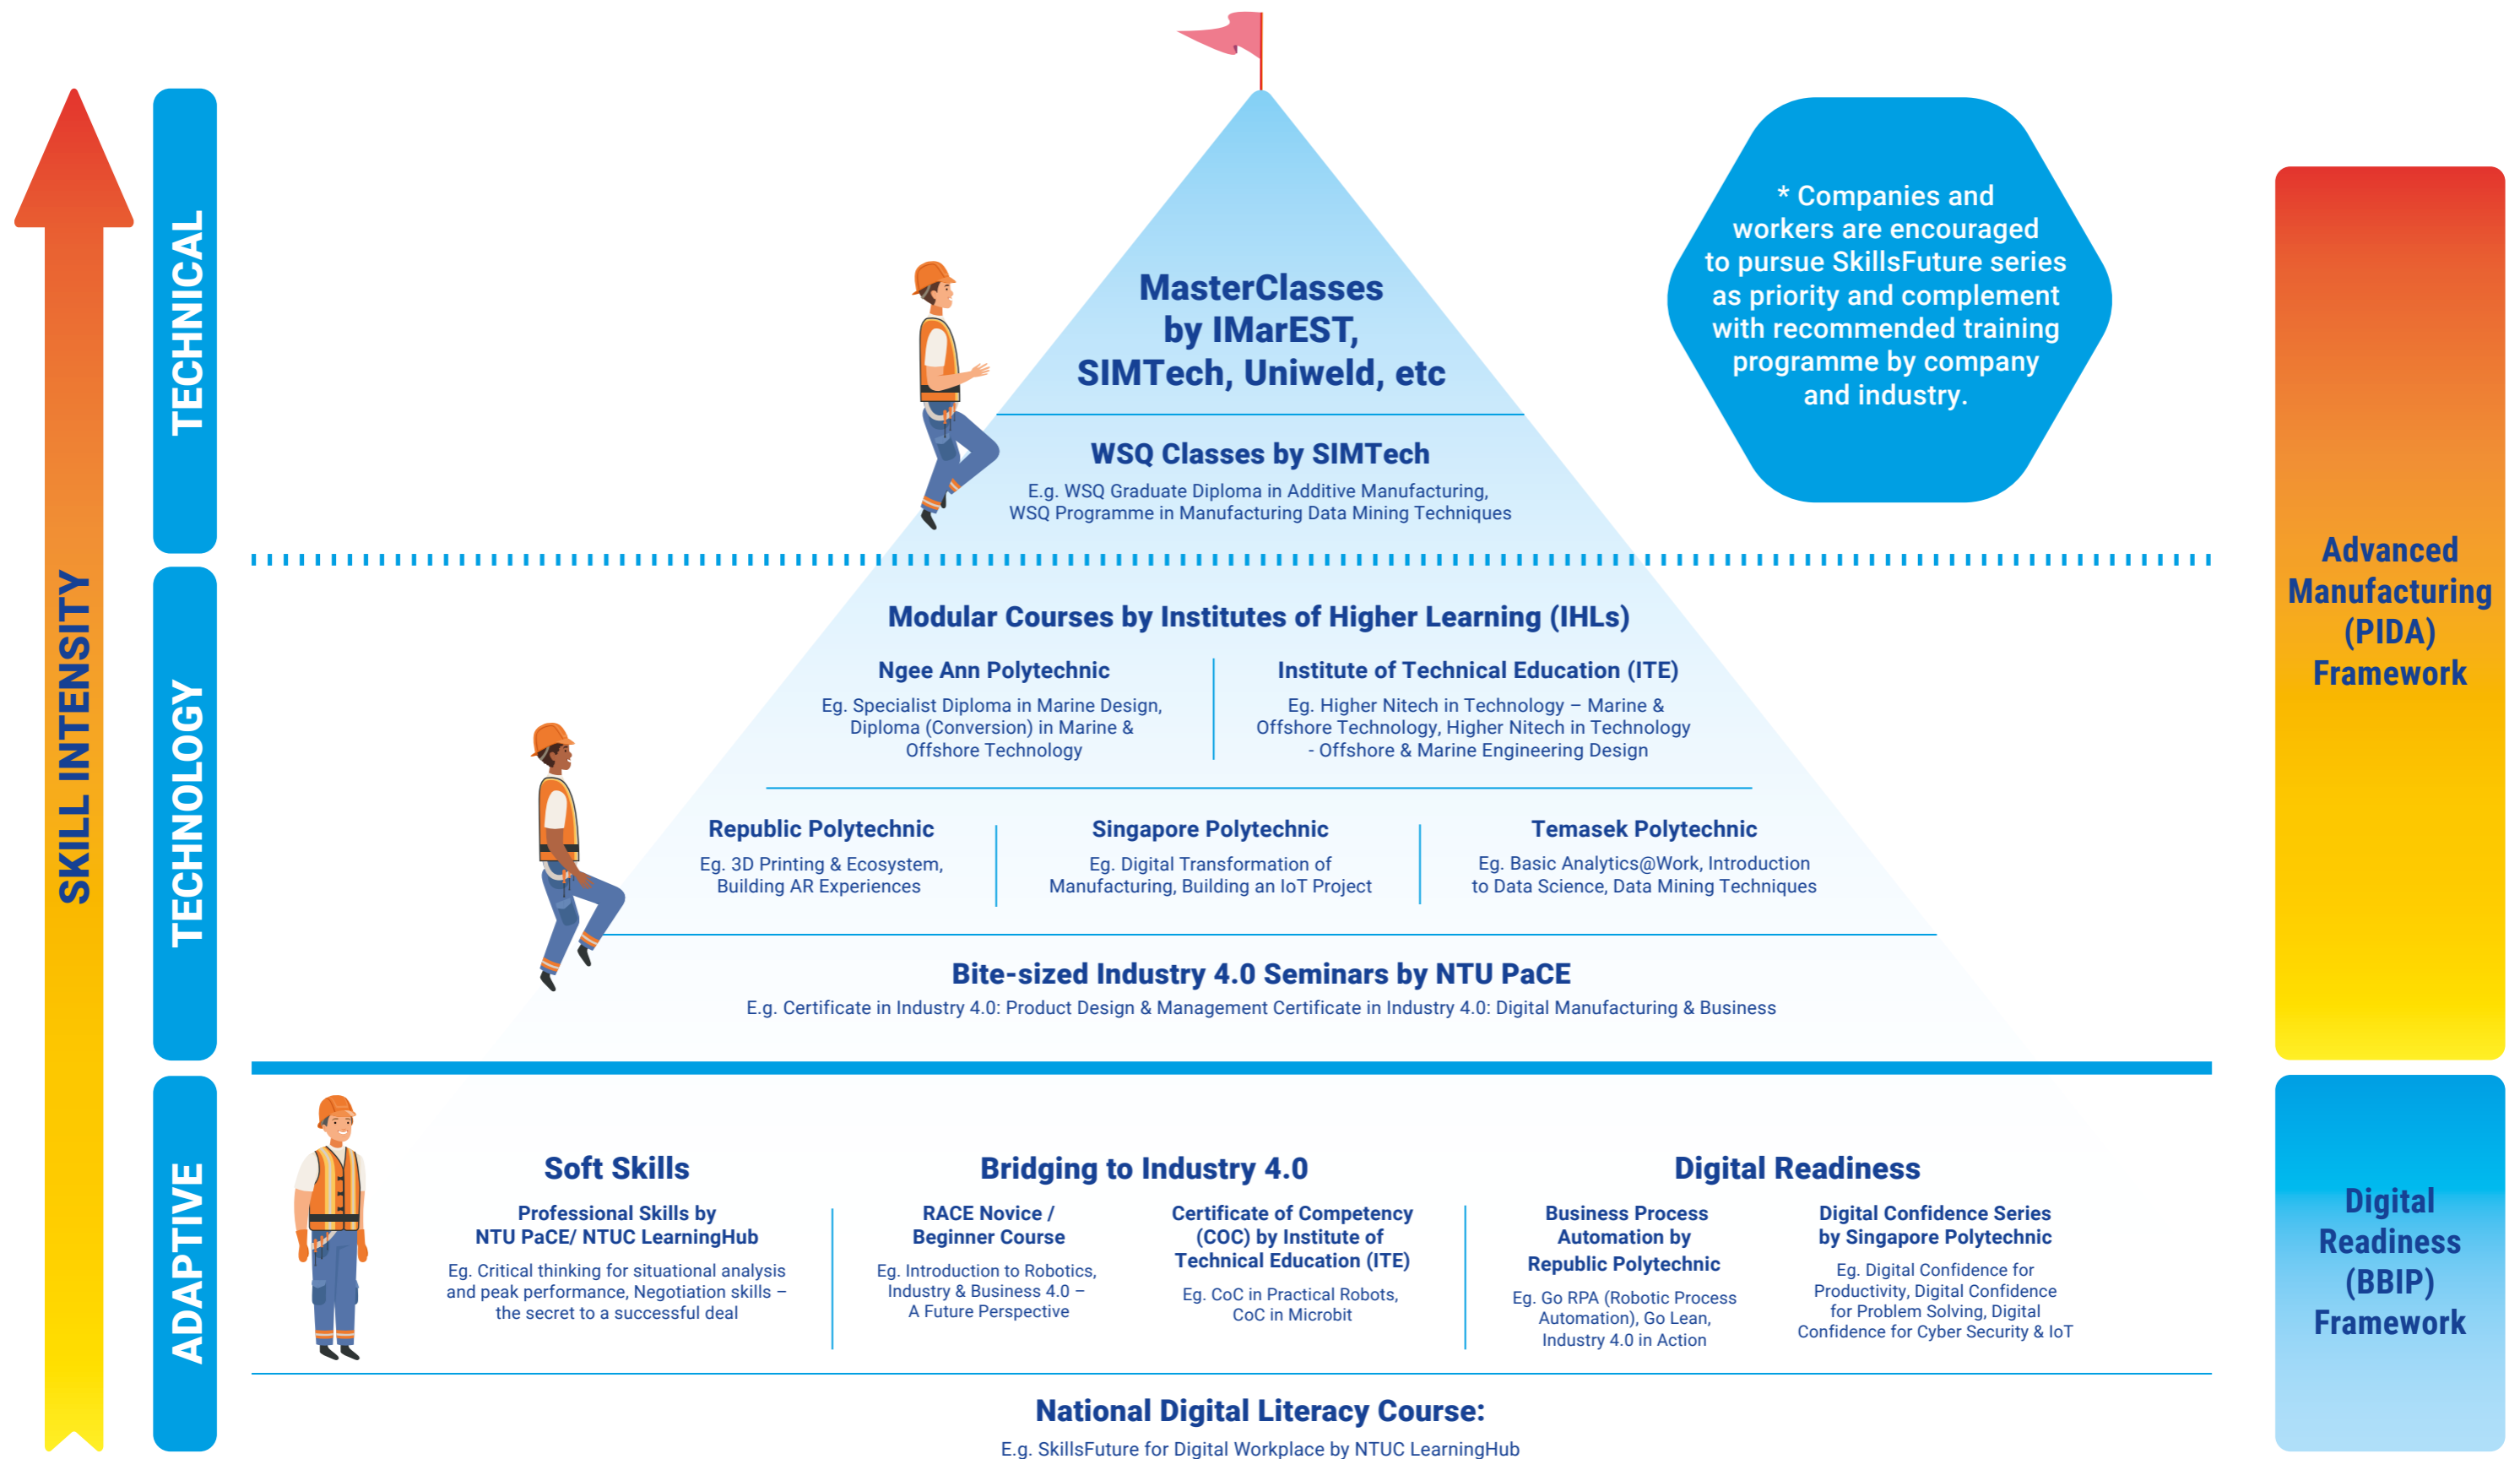 SKILL INTENSITY
TECHNICAL
TECHNOLOGY
ADAPTIVE
MasterClasses
by IMarEST,
SIMTech, Uniweld, etc
* Companies and
workers are encouraged
to pursue SkillsFuture series
as priority and complement
with recommended training
programme by company
and industry.
WSQ Classes by SIMTech
E.g. WSQ Graduate Diploma in Additive Manufacturing,
WSQ Programme in Manufacturing Data Mining Techniques
Modular Courses by Institutes of Higher Learning (IHLs)
Ngee Ann Polytechnic
Eg. Specialist Diploma in Marine Design,
Diploma (Conversion) in Marine &
Offshore Technology
Institute of Technical Education (ITE)
Eg. Higher Nitech in Technology – Marine &
Offshore Technology, Higher Nitech in Technology
- Offshore & Marine Engineering Design
Republic Polytechnic
Eg. 3D Printing & Ecosystem,
Building AR Experiences
Singapore Polytechnic
Eg. Digital Transformation of
Manufacturing, Building an IoT Project
Temasek Polytechnic
Eg. Basic Analytics@Work, Introduction
to Data Science, Data Mining Techniques
Bite-sized Industry 4.0 Seminars by NTU PaCE
E.g. Certificate in Industry 4.0: Product Design & Management Certificate in Industry 4.0: Digital Manufacturing & Business
Advanced
Manufacturing
(PIDA)
Framework
Soft Skills
Professional Skills by
NTU PaCE/ NTUC LearningHub
Eg. Critical thinking for situational analysis
and peak performance, Negotiation skills –
the secret to a successful deal
Bridging to Industry 4.0
RACE Novice /
Beginner Course
Eg. Introduction to Robotics,
Industry & Business 4.0 –
A Future Perspective
Certificate of Competency
(COC) by Institute of
Technical Education (ITE)
Eg. CoC in Practical Robots,
CoC in Microbit
Digital Readiness
Business Process
Automation by
Republic Polytechnic
Eg. Go RPA (Robotic Process
Automation), Go Lean,
Industry 4.0 in Action
Digital Confidence Series
by Singapore Polytechnic
Eg. Digital Confidence for
Productivity, Digital Confidence
for Problem Solving, Digital
Confidence for Cyber Security & IoT
Digital
Readiness
(BBIP)
Framework
National Digital Literacy Course:
E.g. SkillsFuture for Digital Workplace by NTUC LearningHub